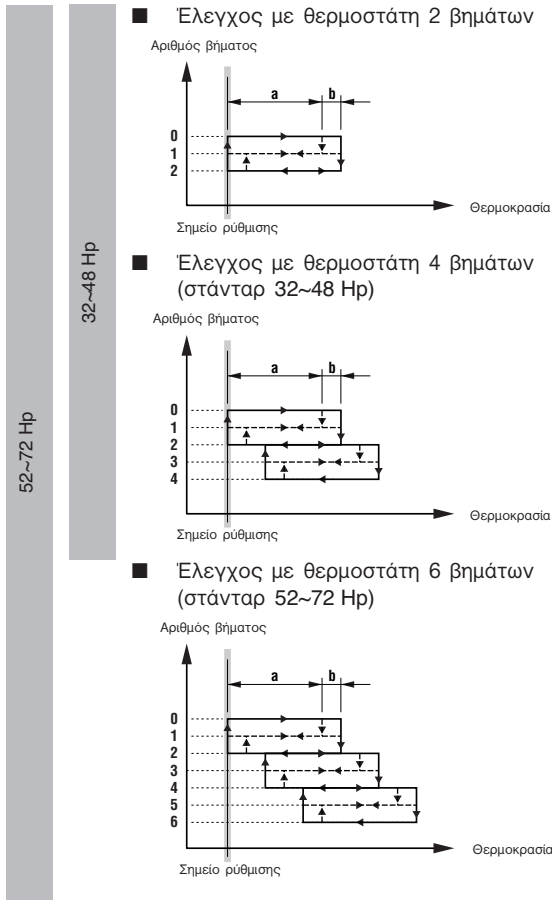 ■ Έλεγχος με θερμοστάτη 2 βημάτων
Αριθμός βήματος
a b
0
1
2
Θερμοκρασία
Σημείο ρύθμισης
32~48 Hp
■ Έλεγχος με θερμοστάτη 4 βημάτων
(στάνταρ 32~48 Hp)
Αριθμός βήματος
a b
0
1
2
3
4
Θερμοκρασία
Σημείο ρύθμισης
52~72 Hp
■ Έλεγχος με θερμοστάτη 6 βημάτων
(στάνταρ 52~72 Hp)
Αριθμός βήματος
a b
0
1
2
3
4
5
6
Θερμοκρασία
Σημείο ρύθμισης